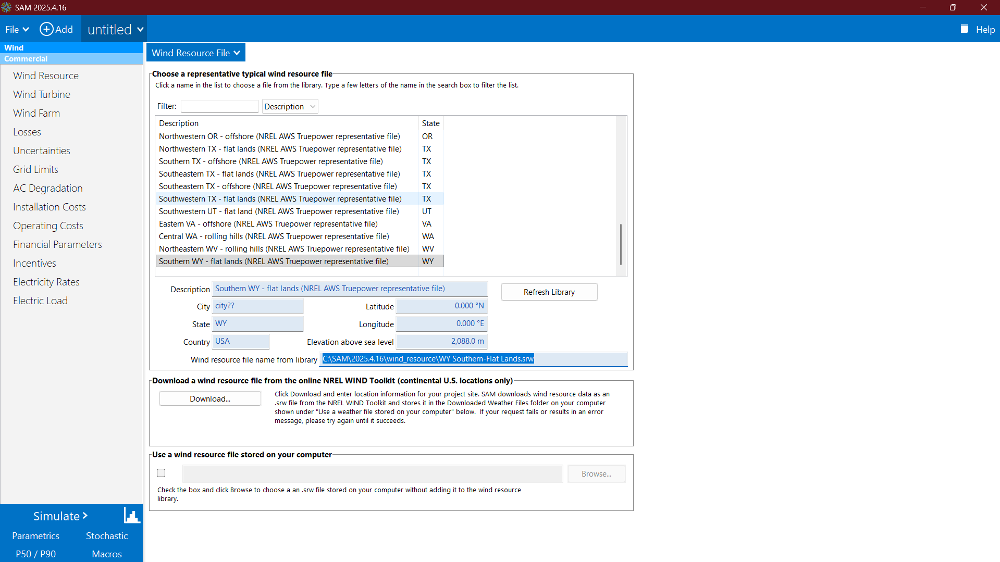 SAM 2025.4.16
File
Add
untitled
Help
Wind
Commercial
Wind Resource
Wind Turbine
Wind Farm
Losses
Uncertainties
Grid Limits
AC Degradation
Installation Costs
Operating Costs
Financial Parameters
Incentives
Electricity Rates
Electric Load
Simulate
Parametrics Stochastic
P50 / P90 Macros
Wind Resource File
Choose a representative typical wind resource file
Click a name in the list to choose a file from the library. Type a few letters of the name in the search box to filter the list.
Filter: Description
Description State
Northwestern OR - offshore (NREL AWS Truepower representative file) OR
Northwestern TX - flat lands (NREL AWS Truepower representative file) TX
Southern TX - offshore (NREL AWS Truepower representative file) TX
Southeastern TX - flat lands (NREL AWS Truepower representative file) TX
Southeastern TX - offshore (NREL AWS Truepower representative file) TX
Southwestern TX - flat lands (NREL AWS Truepower representative file) TX
Southwestern UT - flat land (NREL AWS Truepower representative file) UT
Eastern VA - offshore (NREL AWS Truepower representative file) VA
Central WA - rolling hills (NREL AWS Truepower representative file) WA
Northeastern WV - rolling hills (NREL AWS Truepower representative file) WV
Southern WY - flat lands (NREL AWS Truepower representative file) WY
Description Southern WY - flat lands (NREL AWS Truepower representative file) Refresh Library
City city?? Latitude 0.000 °N
State WY Longitude 0.000 °E
Country USA Elevation above sea level 2,088.0 m
Wind resource file name from library C:\SAM\2025.4.16\wind_resource\WY Southern-Flat Lands.srw
Download a wind resource file from the online NREL WIND Toolkit (continental U.S. locations only)
Download...
Click Download and enter location information for your project site. SAM downloads wind resource data as an
.srw file from the NREL WIND Toolkit and stores it in the Downloaded Weather Files folder on your computer
shown under "Use a weather file stored on your computer" below.  If your request fails or results in an error
message, please try again until it succeeds.
Use a wind resource file stored on your computer
Browse...
Check the box and click Browse to choose a an .srw file stored on your computer without adding it to the wind resource
library.